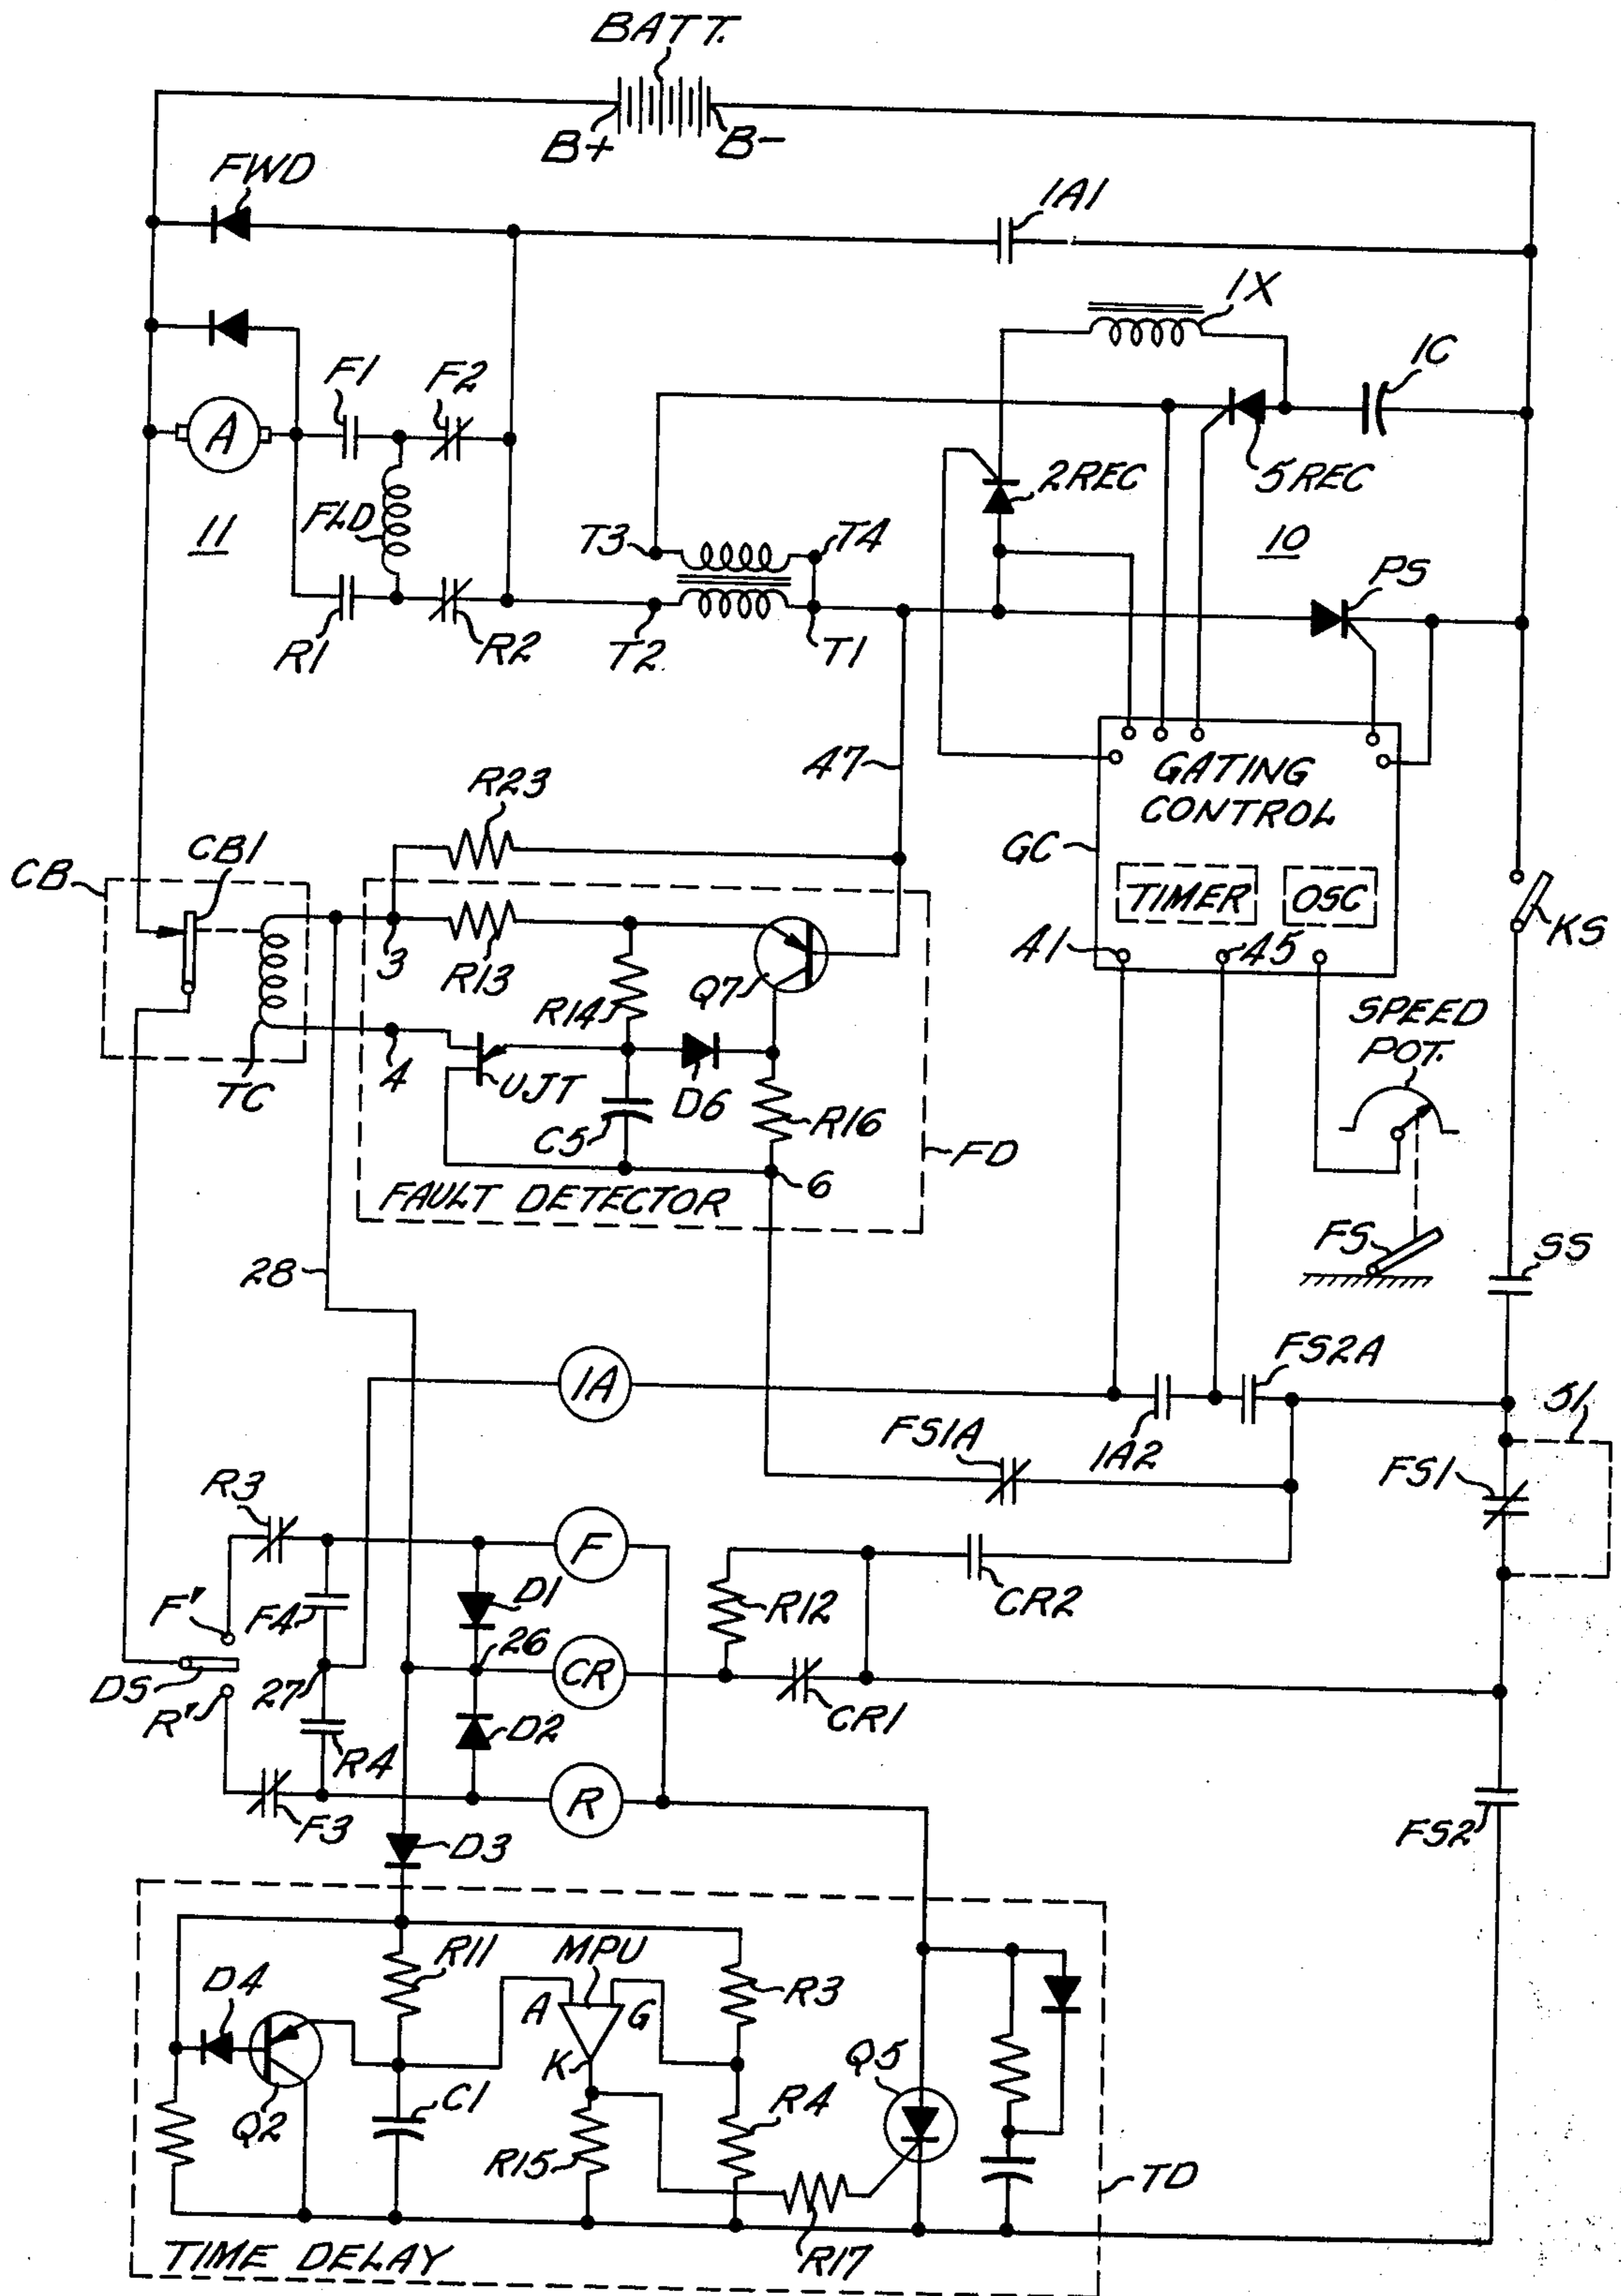 BATT.
B+
B-
FWD
1A1
1X
F1
F2
1C
A
2REC
5REC
FLD
11
T3
T4
10
PS
R1
R2
T2
T1
47
R23
GATING
CONTROL
CB
CB1
GC
TIMER
OSC
KS
3
R13
Q7
41
45
R14
SPEED
POT.
4
UJT
TC
D6
C5
R16
FD
6
FAULT DETECTOR
FS
SS
28
FS2A
1A
51
FS1A
1A2
FS1
R3
F
D1
R12
CR2
F'
F4
26
DS
27
CR
R'
CR1
D2
R4
R
F3
FS2
D3
R11
MPU
D4
A
G
R3
K
Q5
Q2
C1
R4
R15
TD
R17
TIME DELAY